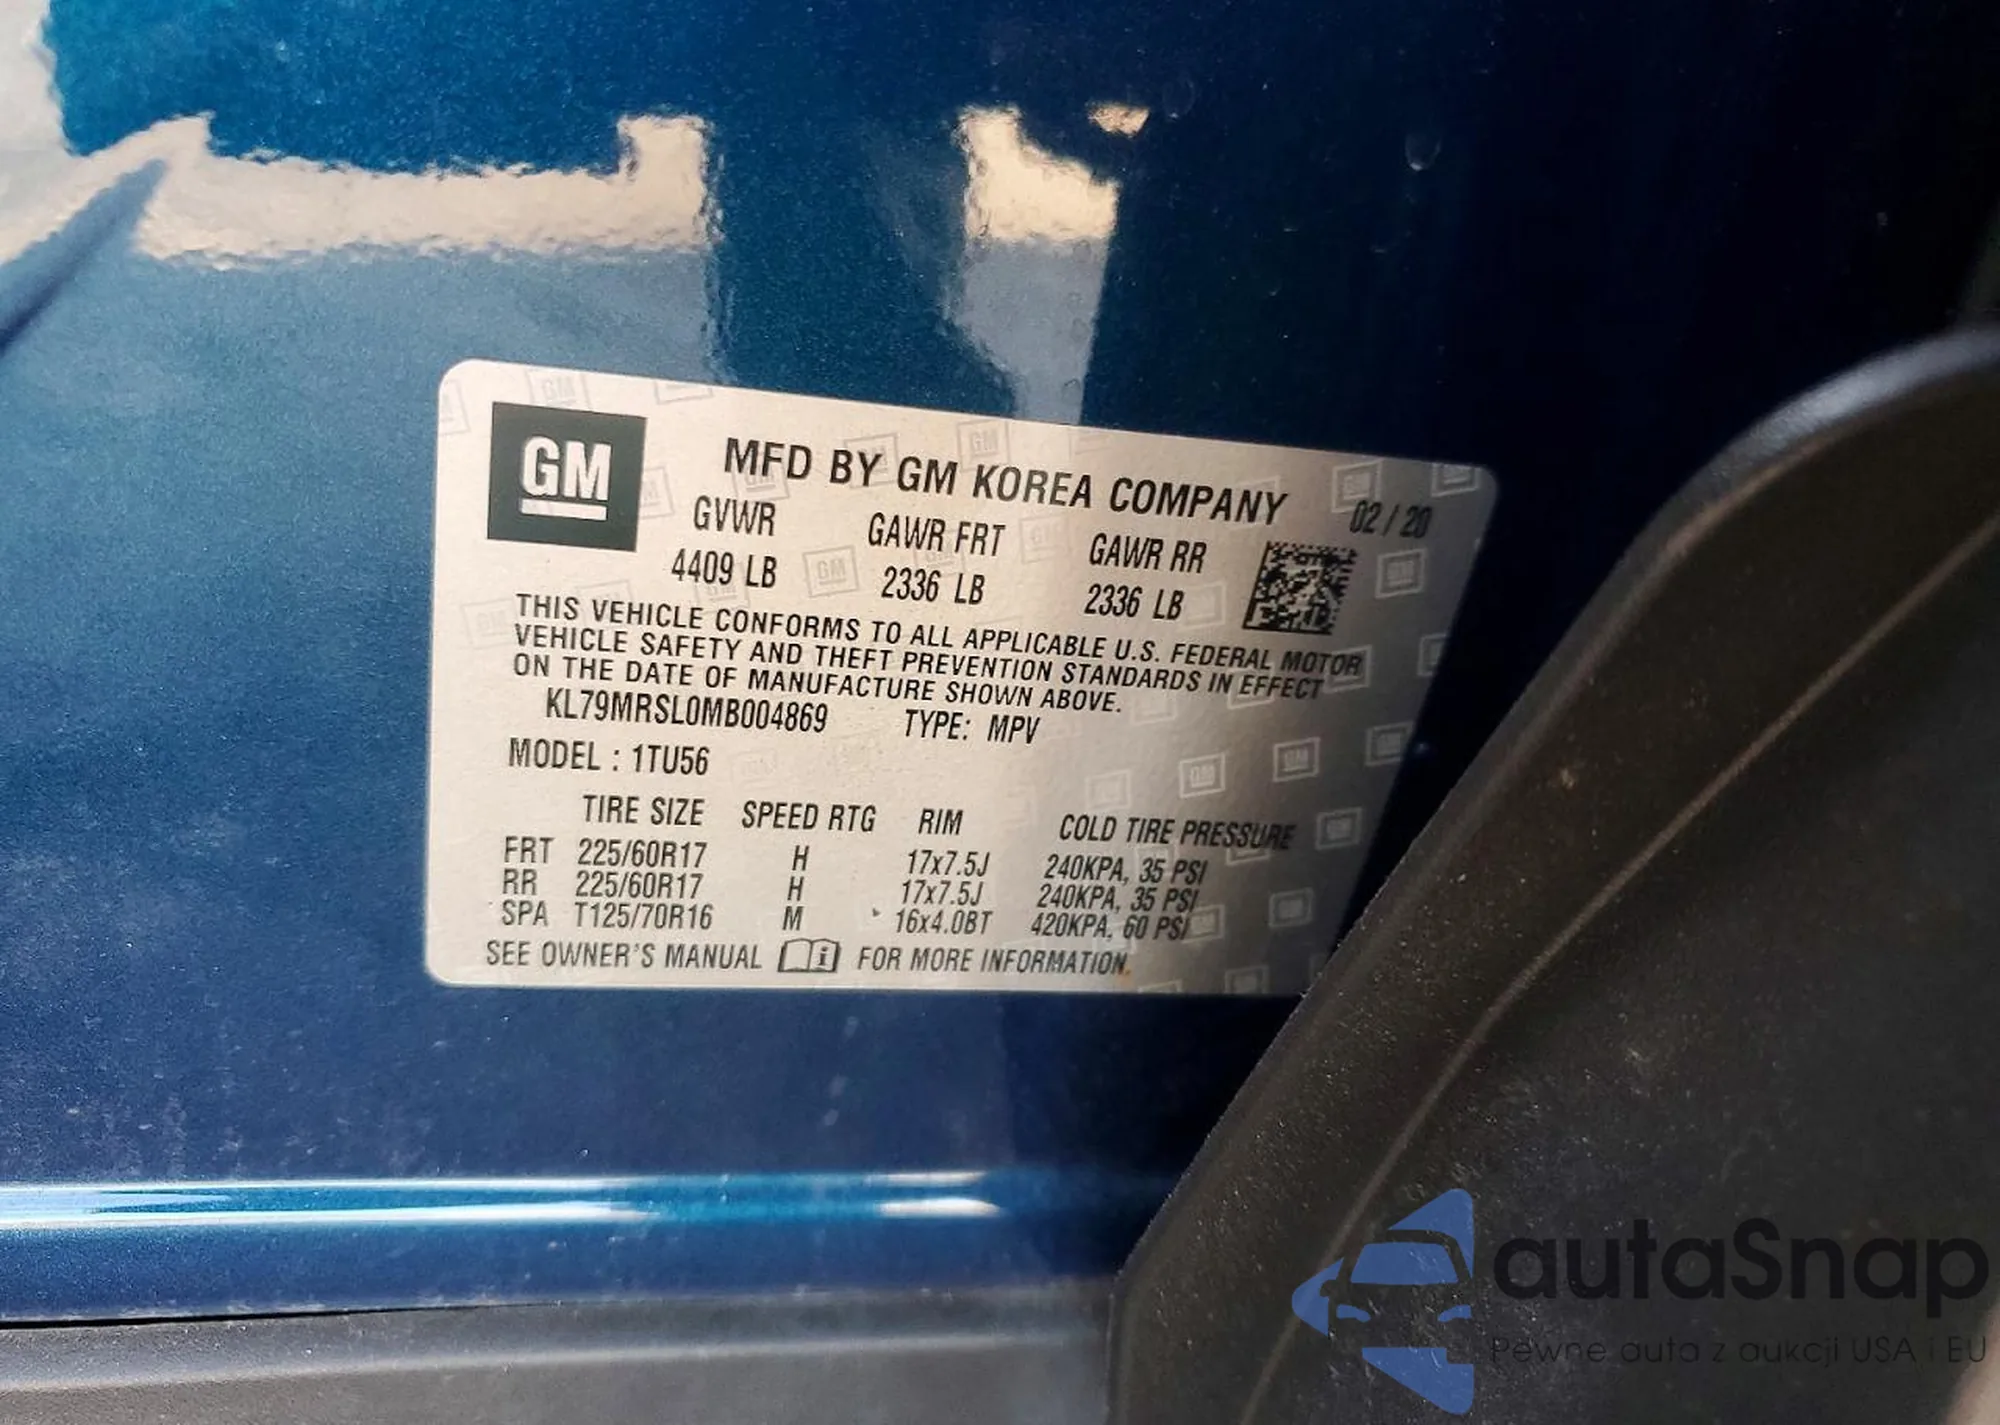 GM
MFD BY GM KOREA COMPANY 02 / 20
GVWR GAWR FRT GAWR RR
4409 LB 2336 LB 2336 LB
THIS VEHICLE CONFORMS TO ALL APPLICABLE U.S. FEDERAL MOTOR
VEHICLE SAFETY AND THEFT PREVENTION STANDARDS IN EFFECT
ON THE DATE OF MANUFACTURE SHOWN ABOVE.
KL79MRSL0MB004869 TYPE: MPV
MODEL : 1TU56
TIRE SIZE SPEED RTG RIM COLD TIRE PRESSURE
FRT 225/60R17 H 17x7.5J 240KPA, 35 PSI
RR 225/60R17 H 17x7.5J 240KPA, 35 PSI
SPA T125/70R16 M 16x4.0BT 420KPA, 60 PSI
SEE OWNER'S MANUAL i FOR MORE INFORMATION.
autaSnap
Pewne auta z aukcji USA i EU